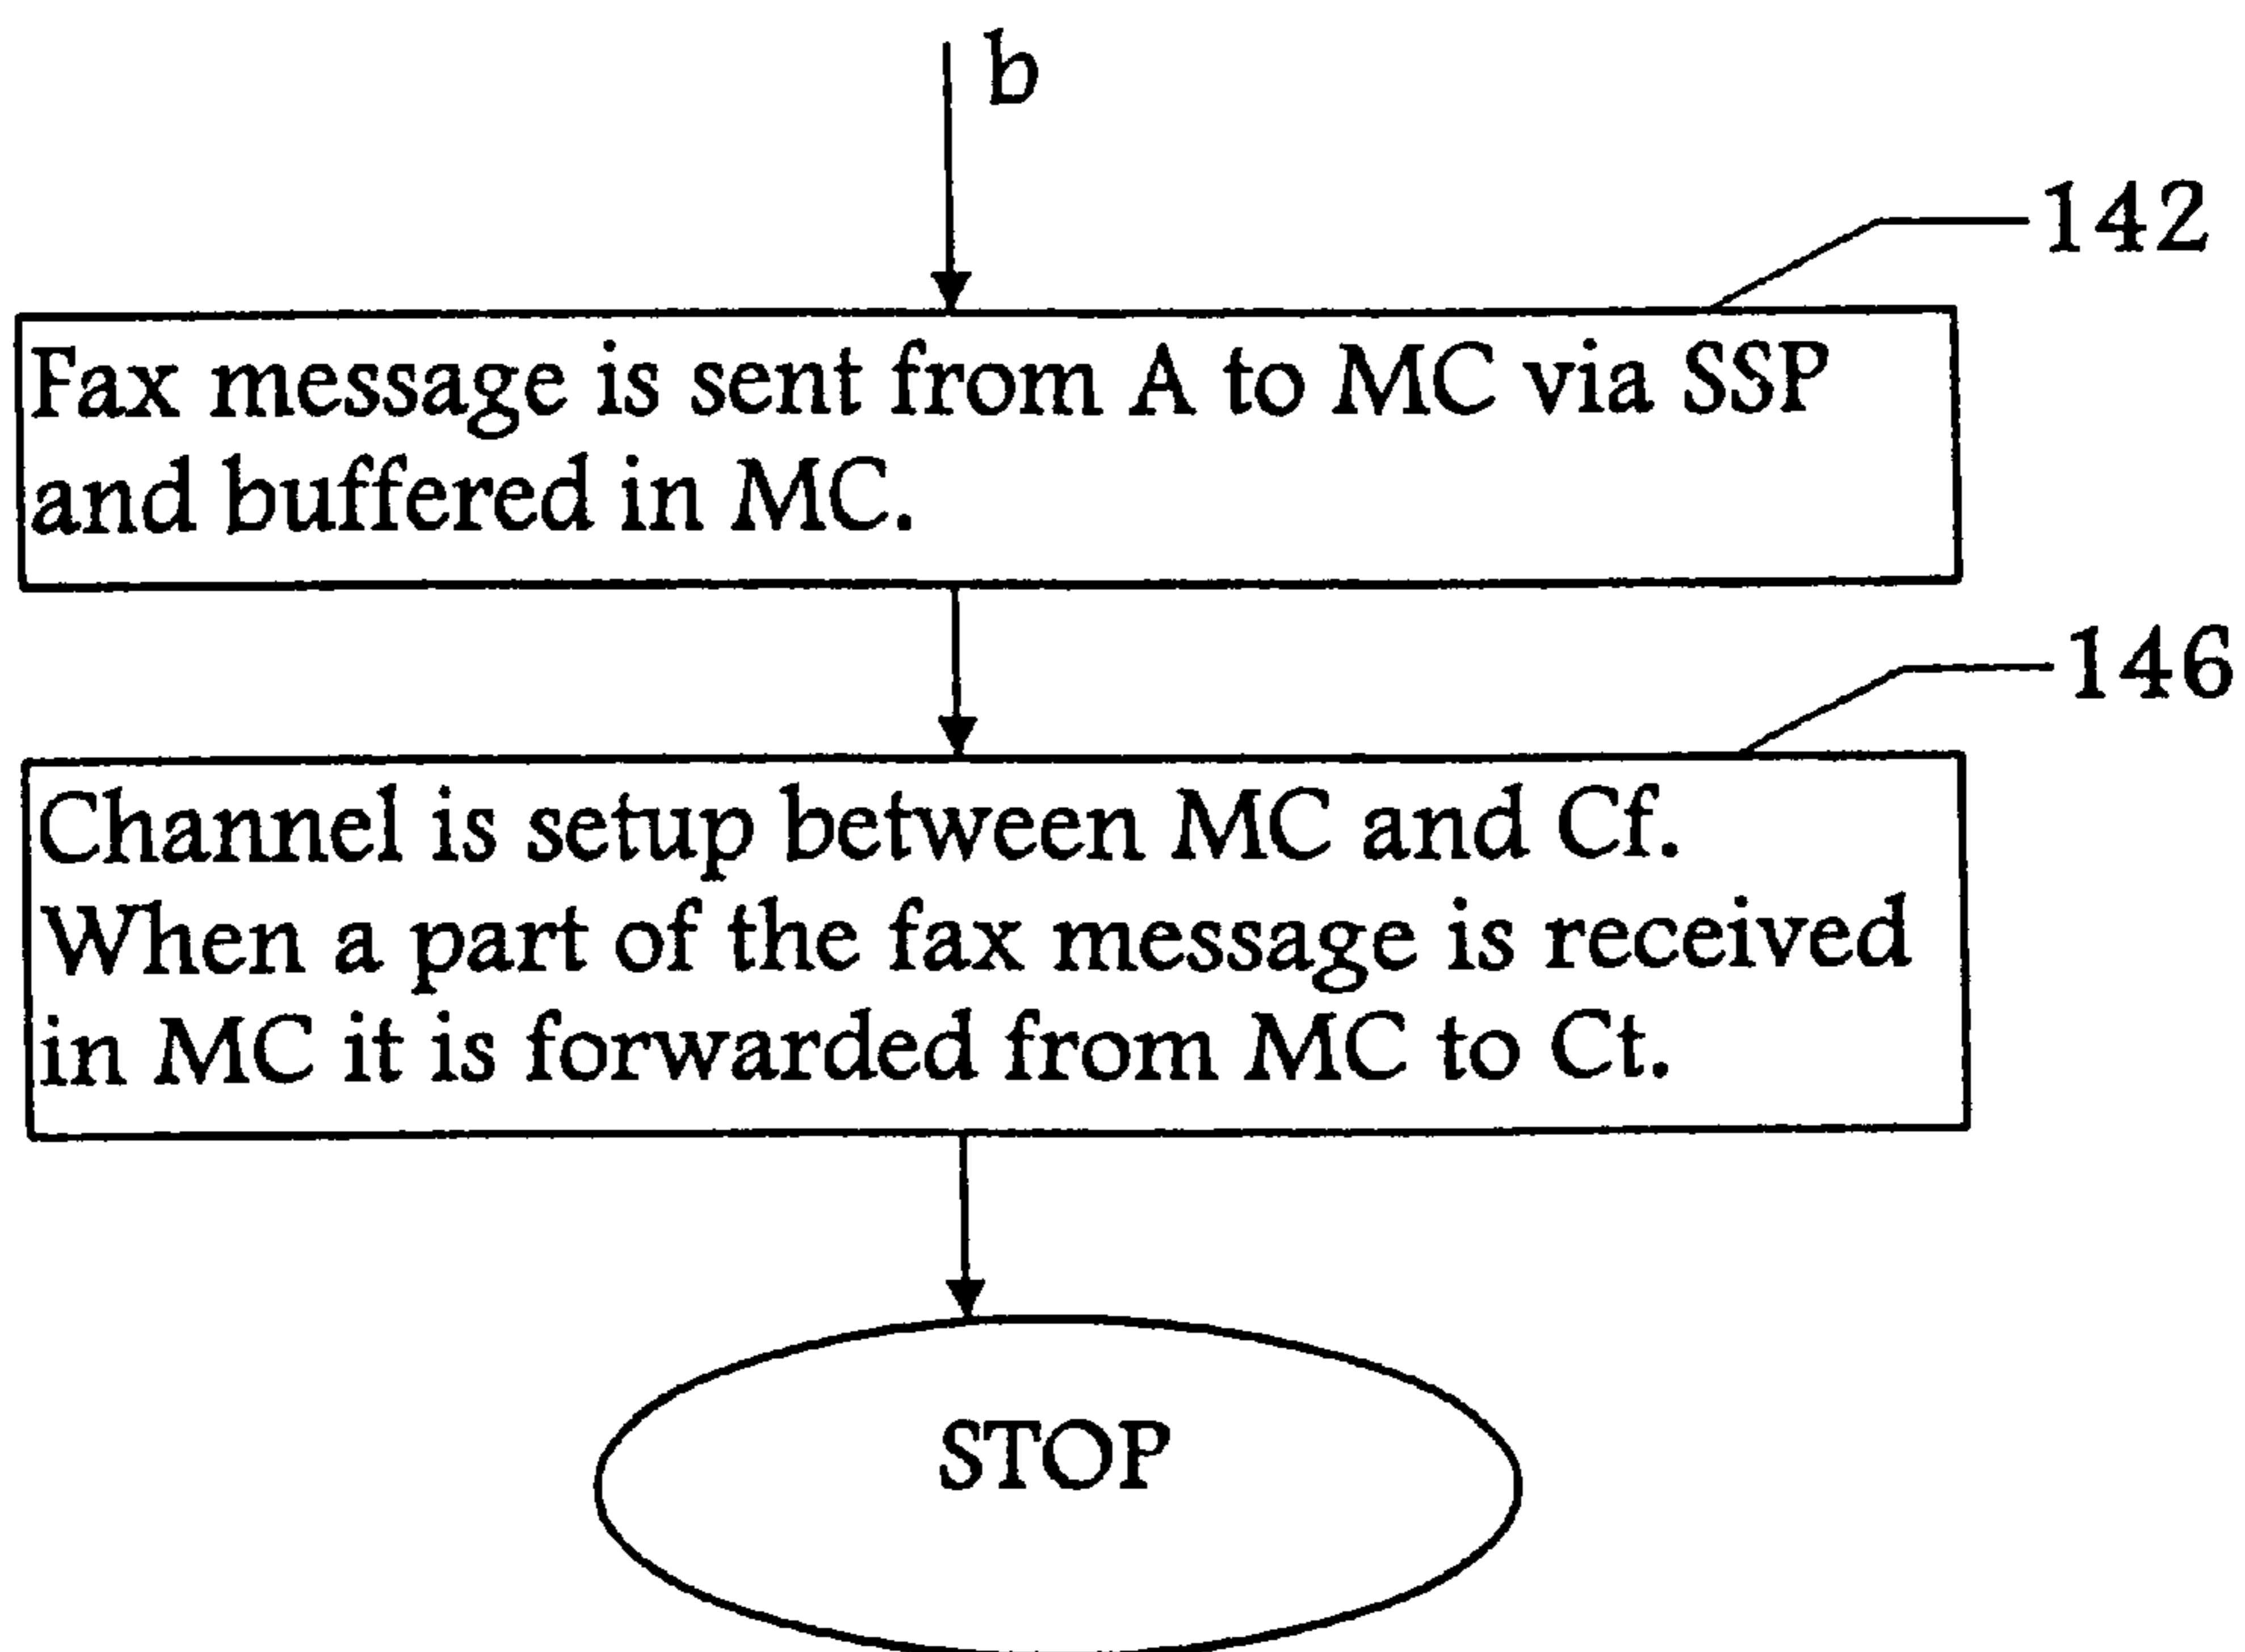 b
142
Fax message is sent from A to MC via SSP
and buffered in MC.
146
Channel is setup between MC and Cf.
When a part of the fax message is received
in MC it is forwarded from MC to Ct.
STOP